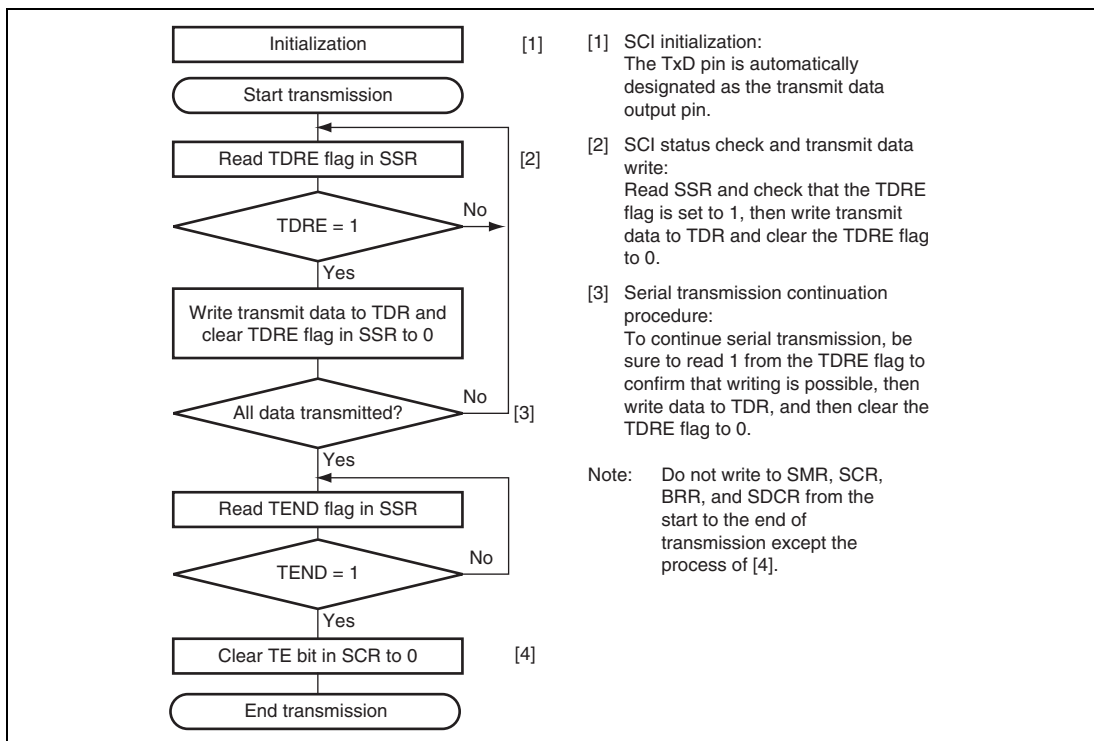 Initialization
[1]
Start transmission
Read TDRE flag in SSR
[2]
TDRE = 1
No
Yes
Write transmit data to TDR and
clear TDRE flag in SSR to 0
All data transmitted?
No
[3]
Yes
Read TEND flag in SSR
TEND = 1
No
Yes
Clear TE bit in SCR to 0
[4]
End transmission
[1] SCI initialization:
The TxD pin is automatically
designated as the transmit data
output pin.
[2] SCI status check and transmit data
write:
Read SSR and check that the TDRE
flag is set to 1, then write transmit
data to TDR and clear the TDRE flag
to 0.
[3] Serial transmission continuation
procedure:
To continue serial transmission, be
sure to read 1 from the TDRE flag to
confirm that writing is possible, then
write data to TDR, and then clear the
TDRE flag to 0.
Note: Do not write to SMR, SCR,
BRR, and SDCR from the
start to the end of
transmission except the
process of [4].